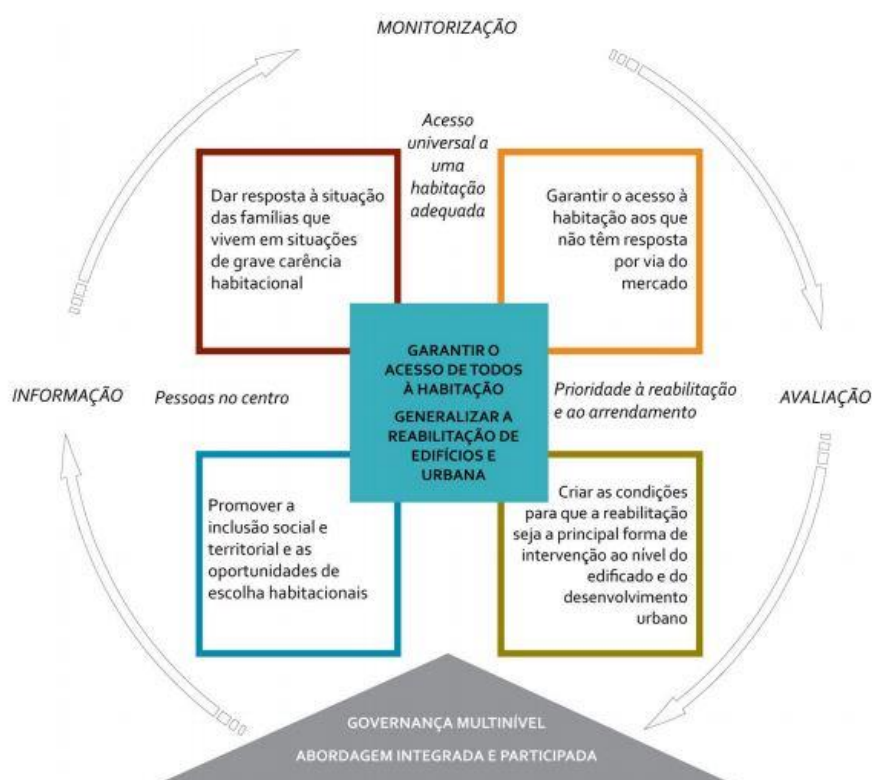 MONITORIZAÇÃO
Acesso
universal a
uma
habitação
adequada
Dar resposta à situação
das famílias que
vivem em situações
de grave carência
habitacional
Garantir o acesso à
habitação aos que
não têm resposta
por via do
mercado
GARANTIR O
ACESSO DE TODOS
À HABITAÇÃO
GENERALIZAR A
REABILITAÇÃO DE
EDIFÍCIOS E
URBANA
INFORMAÇÃO
Pessoas no centro
Prioridade à reabilitação
e ao arrendamento
AVALIAÇÃO
Promover a
inclusão social e
territorial e as
oportunidades de
escolha habitacionais
Criar as condições
para que a reabilitação
seja a principal forma de
intervenção ao nível do
edificado e do
desenvolvimento
urbano
GOVERNANÇA MULTINÍVEL
ABORDAGEM INTEGRADA E PARTICIPADA